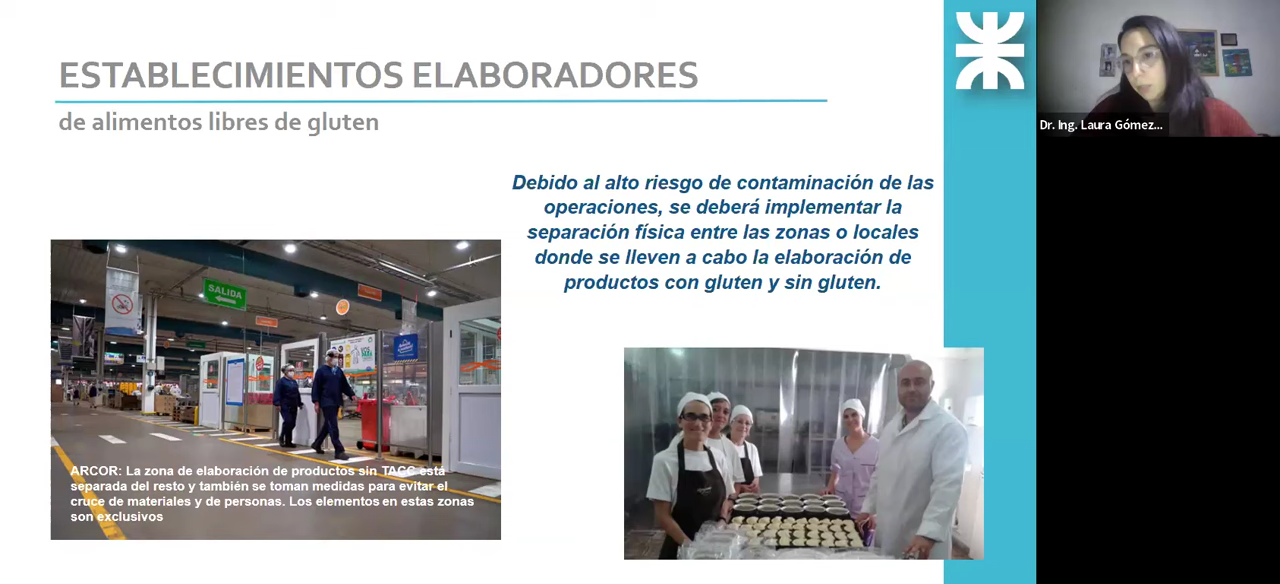 ESTABLECIMIENTOS ELABORADORES
de alimentos libres de gluten
Debido al alto riesgo de contaminación de las
operaciones, se deberá implementar la
separación física entre las zonas o locales
donde se lleven a cabo la elaboración de
productos con gluten y sin gluten.
SALIDA
ARCOR: La zona de elaboración de productos sin TACC está
separada del resto y también se toman medidas para evitar el
cruce de materiales y de personas. Los elementos en estas zonas
son exclusivos
Dr. Ing. Laura Gómez...